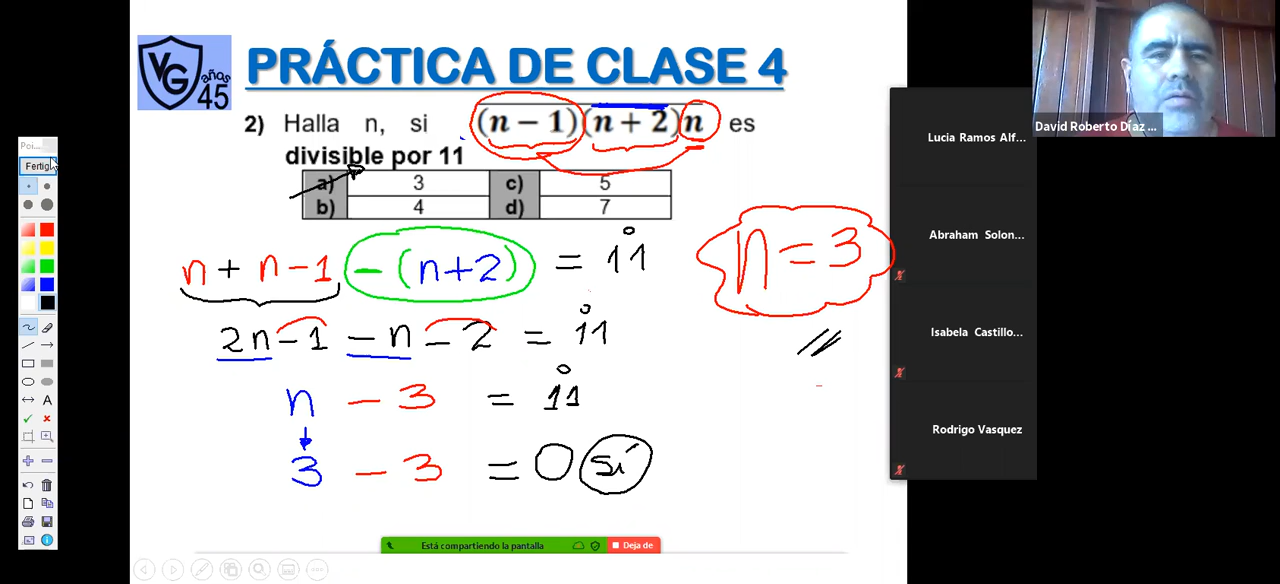 VG
años
45
PRÁCTICA DE CLASE 4
2) Halla n, si (n − 1)(n + 2)n es
divisible por 11
a) 3 c) 5
b) 4 d) 7
n + n − 1 − (n + 2) = 11̊
2n − 1 − n − 2 = 11̊
n − 3 = 11̊
3 − 3 = 0 sí
n = 3
Poi...
Fertig
A
Está compartiendo la pantalla
Deja de
David Roberto Díaz ...
Lucía Ramos Alf...
Abraham Solon...
Isabela Castillo...
Rodrigo Vasquez